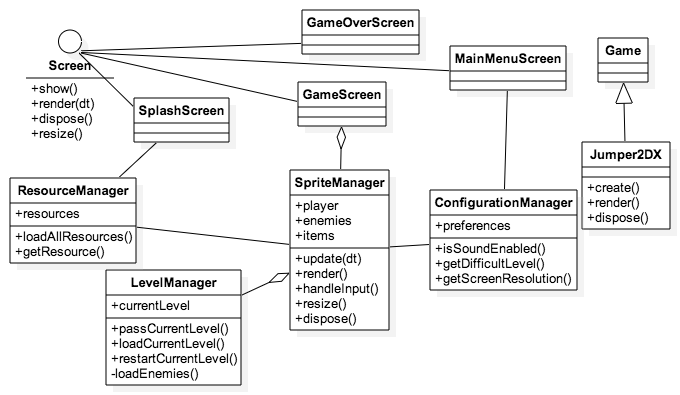 GameOverScreen
MainMenuScreen
Game
Screen
+show()
+render(dt)
+dispose()
+resize()
SplashScreen
GameScreen
Jumper2DX
+create()
+render()
+dispose()
ResourceManager
+resources
+loadAllResources()
+getResource()
SpriteManager
+player
+enemies
+items
+update(dt)
+render()
+handleInput()
+resize()
+dispose()
ConfigurationManager
+preferences
+isSoundEnabled()
+getDifficultLevel()
+getScreenResolution()
LevelManager
+currentLevel
+passCurrentLevel()
+loadCurrentLevel()
+restartCurrentLevel()
-loadEnemies()